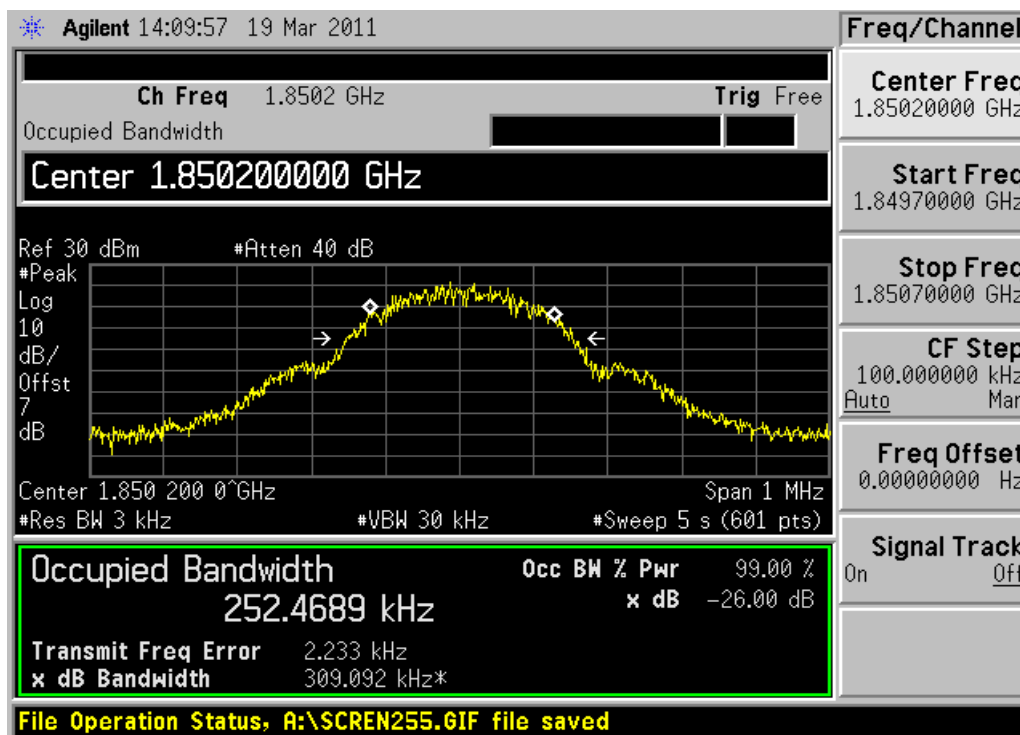 Agilent 14:09:57 19 Mar 2011
Freq/Channel
Ch Freq 1.8502 GHz
Trig Free
Occupied Bandwidth
Center 1.850200000 GHz
Center Freq
1.85020000 GHz
Start Freq
1.84970000 GHz
Stop Freq
1.85070000 GHz
CF Step
100.000000 kHz
Auto Man
Freq Offset
0.00000000 Hz
Signal Track
On Off
Ref 30 dBm #Atten 40 dB
#Peak
Log
10
dB/
Offst
7
dB
Center 1.850 200 0^GHz Span 1 MHz
#Res BW 3 kHz #VBW 30 kHz #Sweep 5 s (601 pts)
Occupied Bandwidth
252.4689 kHz
Occ BW % Pwr 99.00 %
x dB -26.00 dB
Transmit Freq Error 2.233 kHz
x dB Bandwidth 309.092 kHz*
File Operation Status, A:\SCREN255.GIF file saved